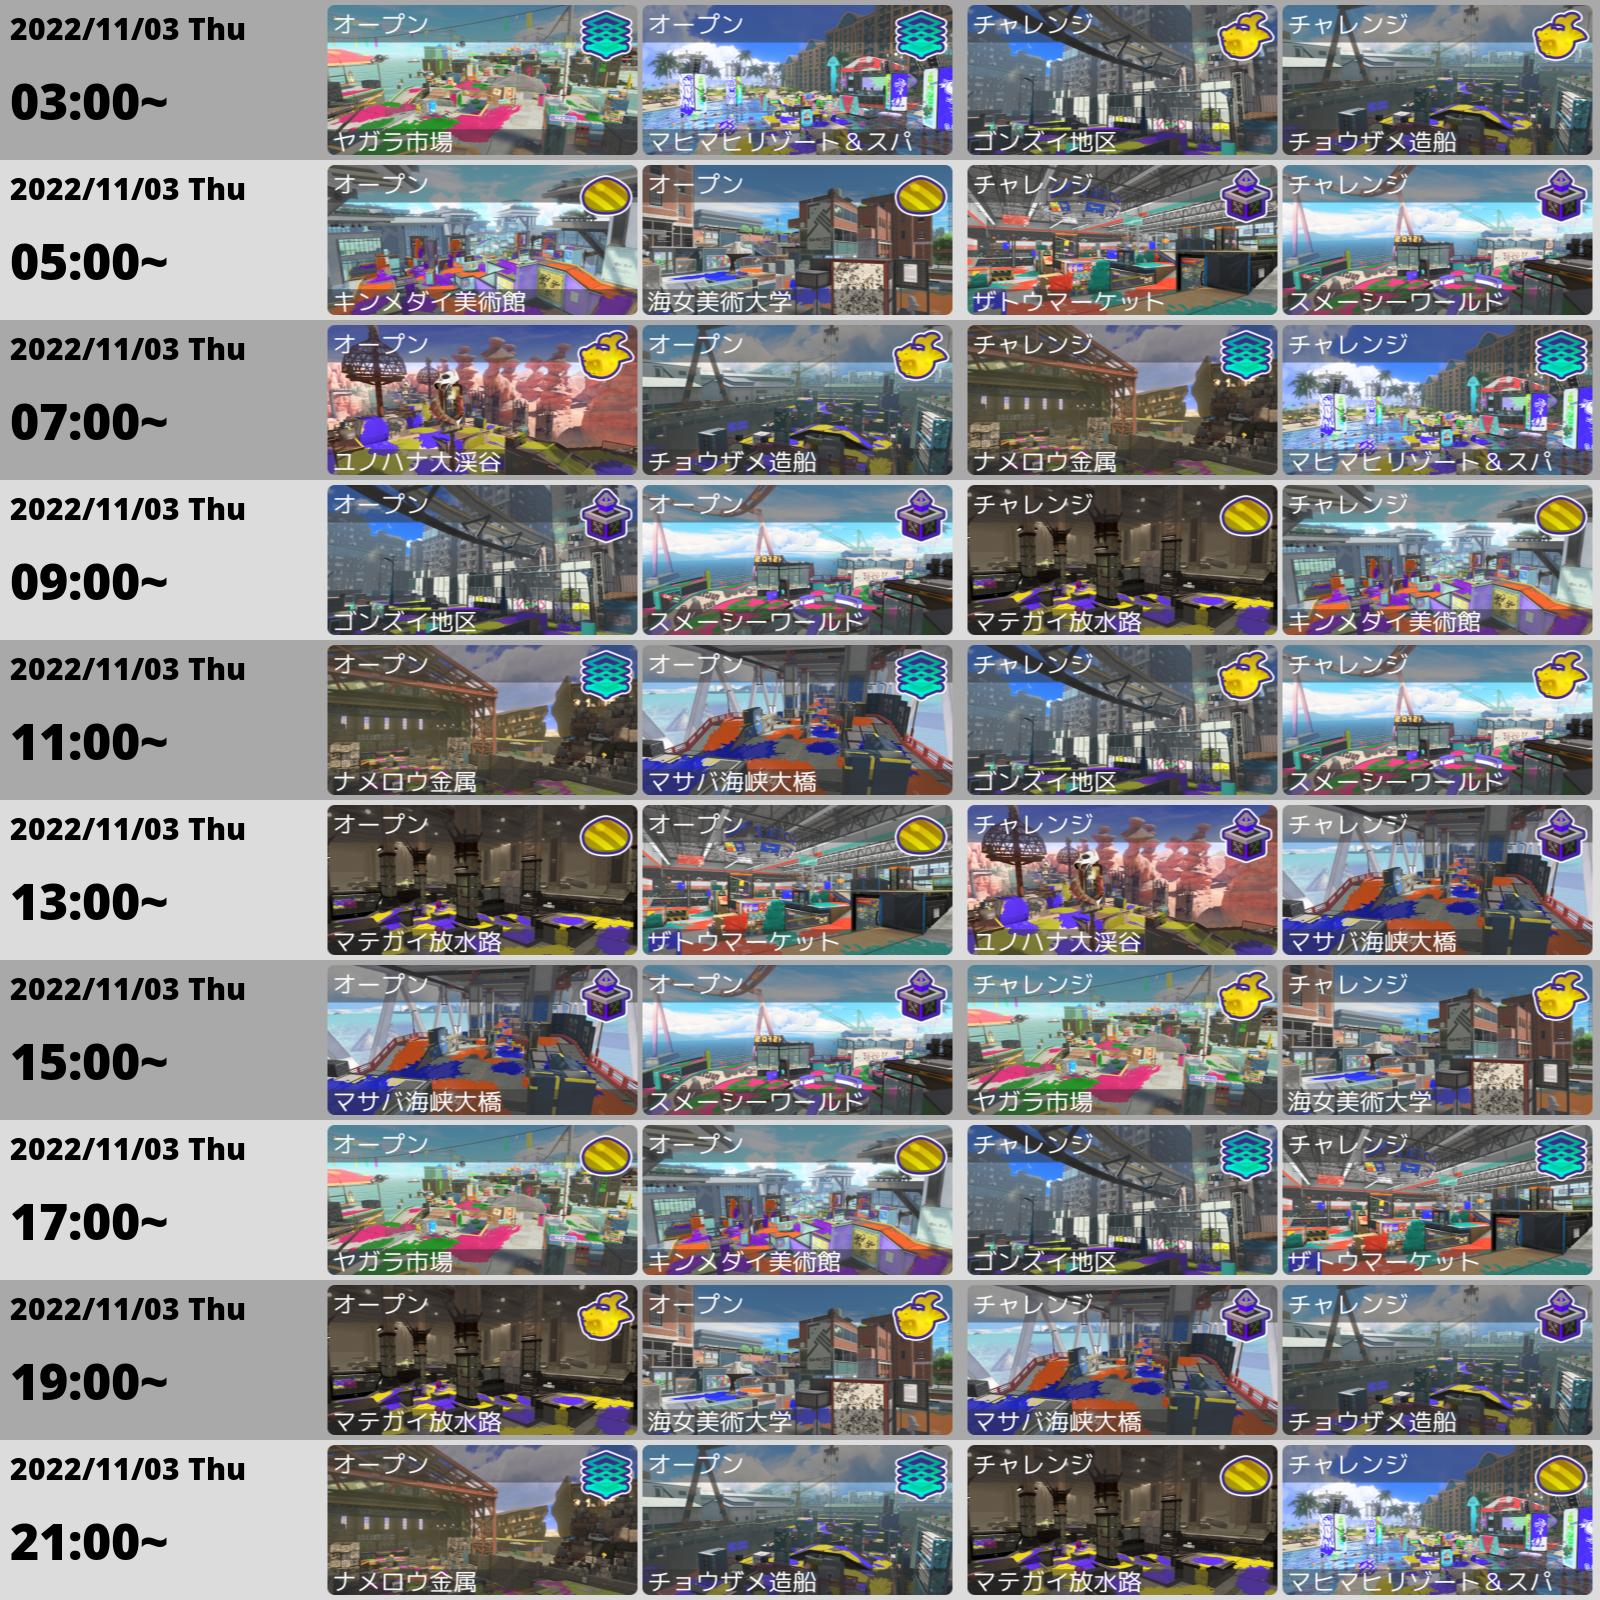 2022/11/03 Thu
03:00~
オープン
ヤガラ市場
オープン
マヒマヒリゾート＆スパ
チャレンジ
ゴンズイ地区
チャレンジ
チョウザメ造船
2022/11/03 Thu
05:00~
オープン
キンメダイ美術館
オープン
海女美術大学
チャレンジ
ザトウマーケット
チャレンジ
スメーシーワールド
2022/11/03 Thu
07:00~
オープン
ユノハナ大渓谷
オープン
チョウザメ造船
チャレンジ
ナメロウ金属
チャレンジ
マヒマヒリゾート＆スパ
2022/11/03 Thu
09:00~
オープン
ゴンズイ地区
オープン
スメーシーワールド
チャレンジ
マテガイ放水路
チャレンジ
キンメダイ美術館
2022/11/03 Thu
11:00~
オープン
ナメロウ金属
オープン
マサバ海峡大橋
チャレンジ
ゴンズイ地区
チャレンジ
スメーシーワールド
2022/11/03 Thu
13:00~
オープン
マテガイ放水路
オープン
ザトウマーケット
チャレンジ
ユノハナ大渓谷
チャレンジ
マサバ海峡大橋
2022/11/03 Thu
15:00~
オープン
マサバ海峡大橋
オープン
スメーシーワールド
チャレンジ
ヤガラ市場
チャレンジ
海女美術大学
2022/11/03 Thu
17:00~
オープン
ヤガラ市場
オープン
キンメダイ美術館
チャレンジ
ゴンズイ地区
チャレンジ
ザトウマーケット
2022/11/03 Thu
19:00~
オープン
マテガイ放水路
オープン
海女美術大学
チャレンジ
マサバ海峡大橋
チャレンジ
チョウザメ造船
2022/11/03 Thu
21:00~
オープン
ナメロウ金属
オープン
チョウザメ造船
チャレンジ
マテガイ放水路
チャレンジ
マヒマヒリゾート＆スパ